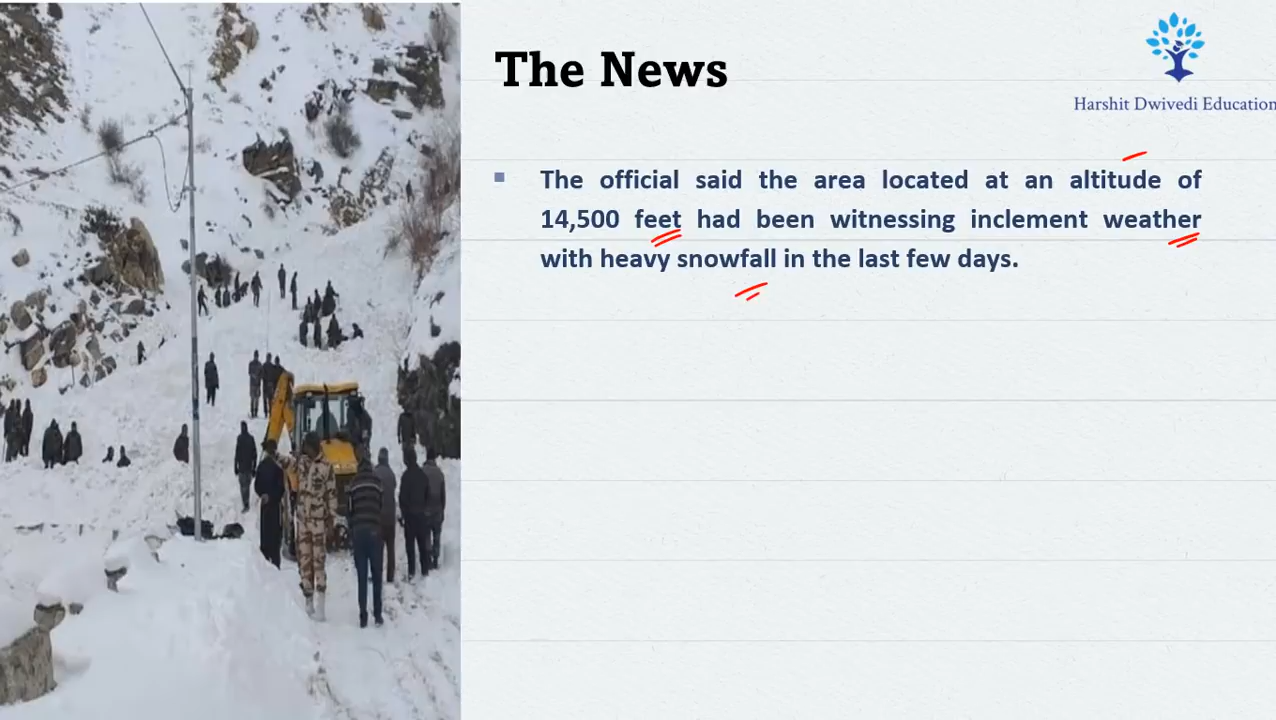 The News
Harshit Dwivedi Education
The official said the area located at an altitude of
14,500 feet had been witnessing inclement weather
with heavy snowfall in the last few days.